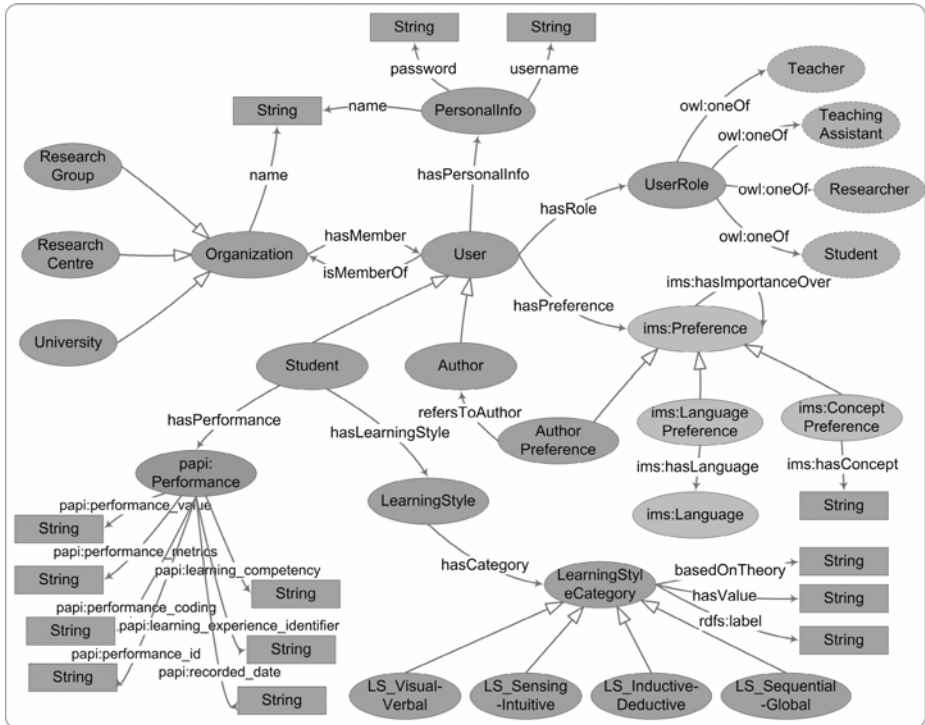 String
String
password
username
Teacher
String
name
PersonalInfo
owl:oneOf
Teaching
Assistant
owl:oneOf
Research
Group
name
hasPersonalInfo
UserRole
owl:oneOf
Researcher
hasRole
owl:oneOf
Research
Centre
Organization
hasMember
isMemberOf
User
Student
ims:hasImportanceOver
hasPreference
University
ims:Preference
Student
Author
hasPerformance
refersToAuthor
ims:Language
Preference
ims:Concept
Preference
hasLearningStyle
Author
Preference
papi:
Performance
ims:hasLanguage
ims:hasConcept
LearningStyle
ims:Language
String
papi:performance_value
String
papi:performance_metrics
String
papi:learning_competency
String
hasCategory
LearningStyl
eCategory
basedOnTheory
String
hasValue
String
rdfs:label
String
papi:performance_coding
String
papi:learning_experience_identifier
String
papi:performance_id
String
papi:recorded_date
String
LS_Visual-
Verbal
LS_Sensing
-Intuitive
LS_Inductive-
Deductive
LS_Sequential
-Global